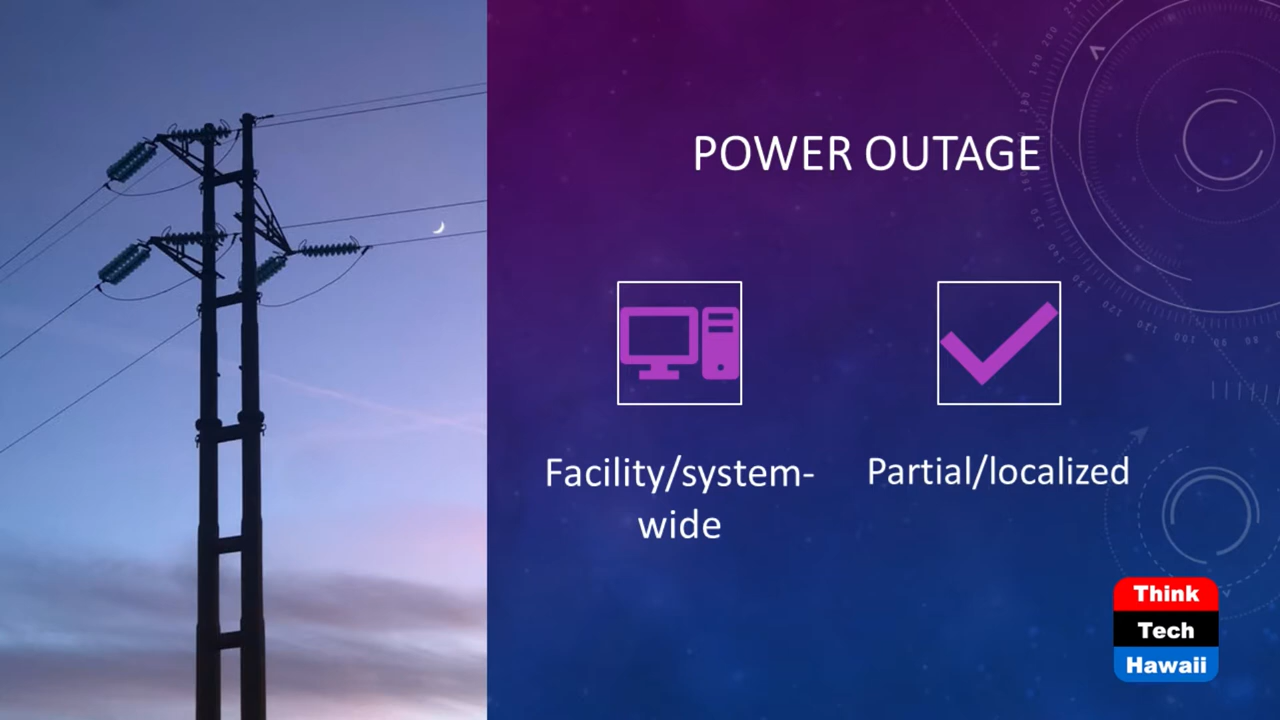 POWER OUTAGE
Facility/system-
wide
Partial/localized
Think
Tech
Hawaii